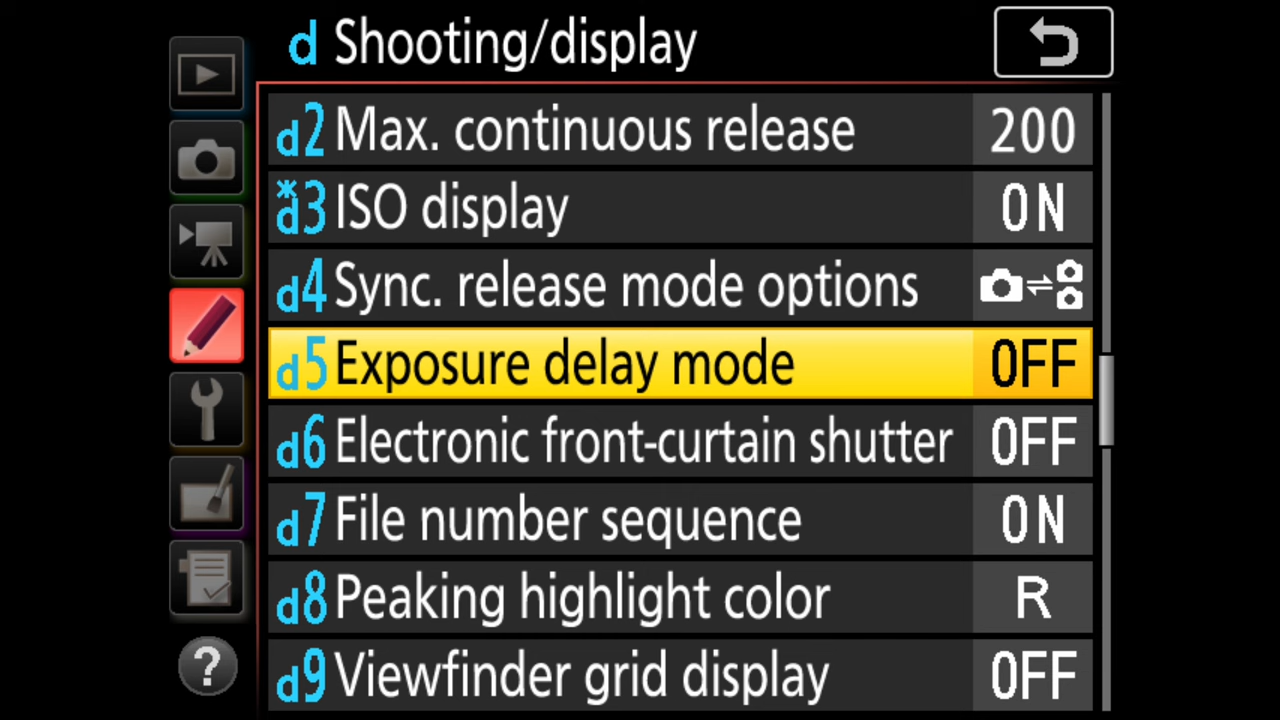 d Shooting/display
d2 Max. continuous release 200
*d3 ISO display ON
d4 Sync. release mode options
d5 Exposure delay mode OFF
d6 Electronic front-curtain shutter OFF
d7 File number sequence ON
d8 Peaking highlight color R
d9 Viewfinder grid display OFF
?